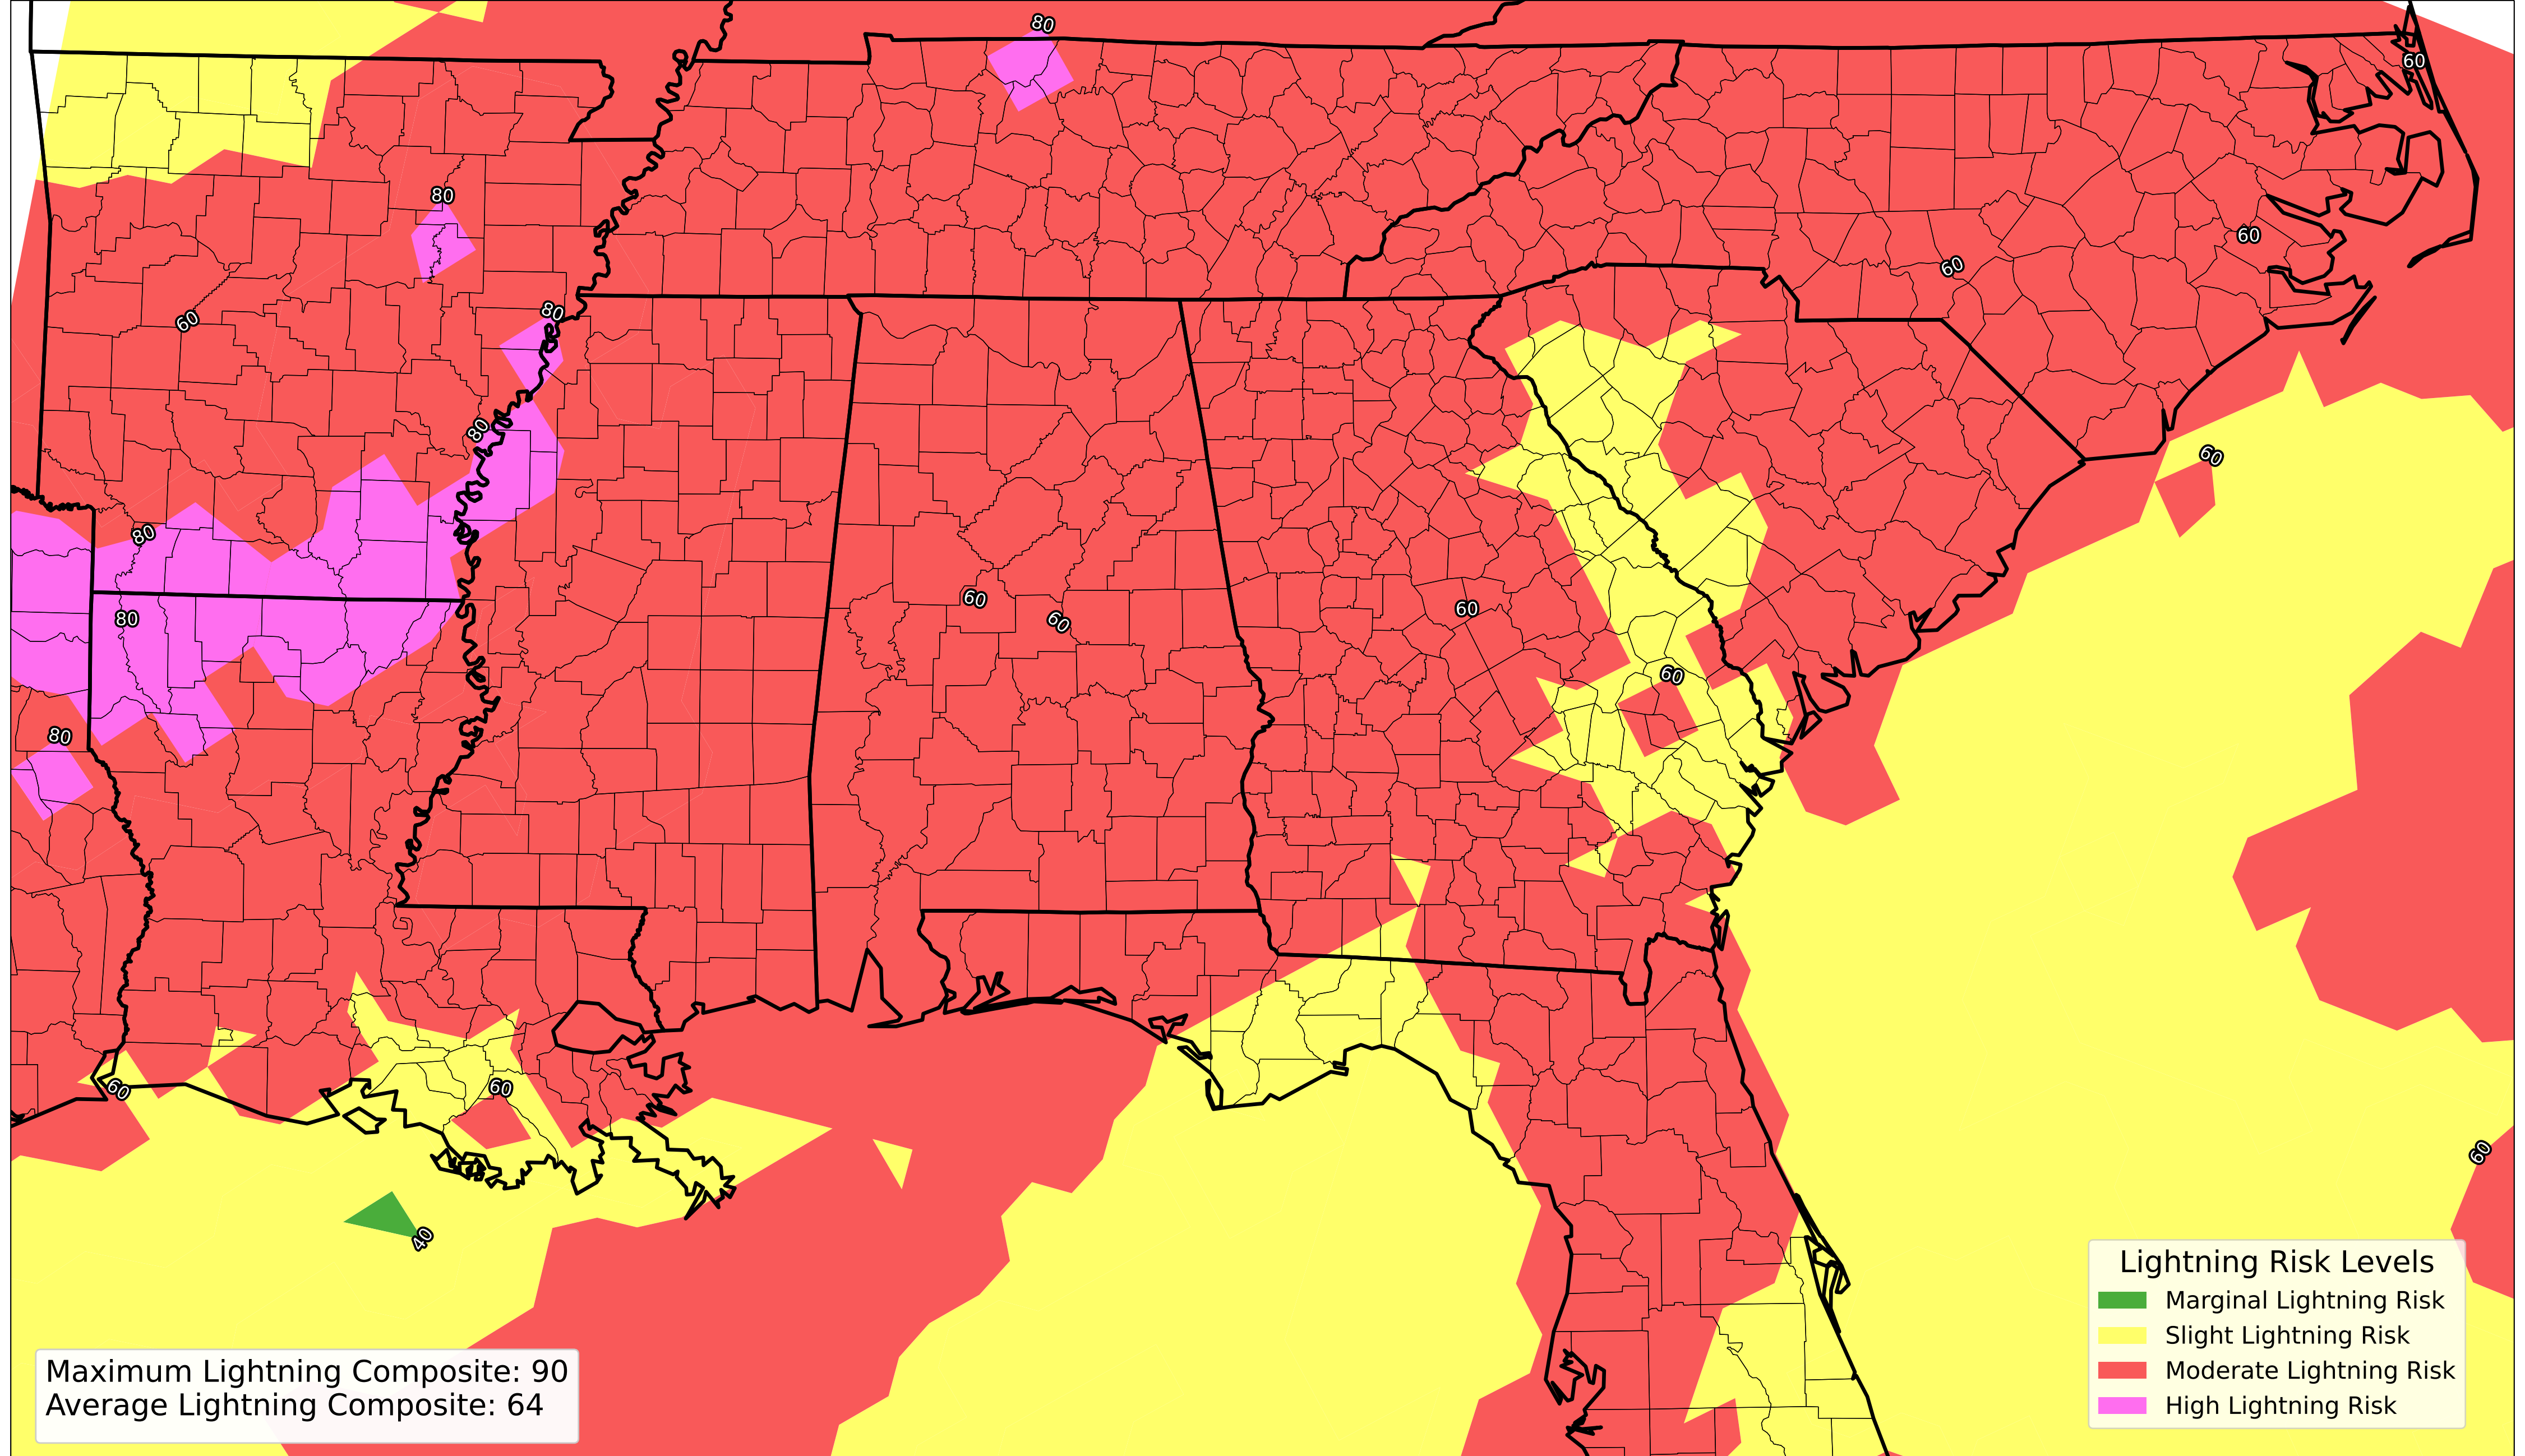 80
60
80
60
60
80
60
80
60
80
60
60
80
60
60
80
60
60
60
40
Lightning Risk Levels
Marginal Lightning Risk
Slight Lightning Risk
Moderate Lightning Risk
High Lightning Risk
Maximum Lightning Composite: 90
Average Lightning Composite: 64